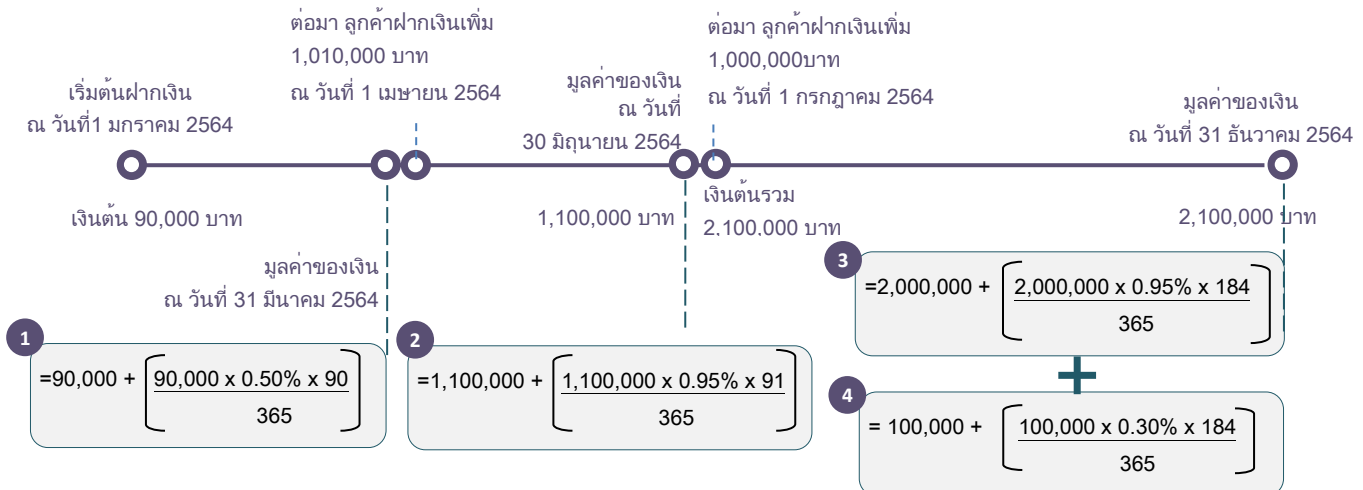 ต่อมา ลูกค้าฝากเงินเพิ่ม
1,010,000 บาท
ณ วันที่ 1 เมษายน 2564
ต่อมา ลูกค้าฝากเงินเพิ่ม
1,000,000บาท
ณ วันที่ 1 กรกฎาคม 2564
เริ่มต้นฝากเงิน
ณ วันที่1 มกราคม 2564
มูลค่าของเงิน
ณ วันที่
30 มิถุนายน 2564
มูลค่าของเงิน
ณ วันที่ 31 ธันวาคม 2564
เงินต้น 90,000 บาท
1,100,000 บาท
เงินต้นรวม
2,100,000 บาท
2,100,000 บาท
มูลค่าของเงิน
ณ วันที่ 31 มีนาคม 2564
1
=90,000 + 90,000 x 0.50% x 90
365
2
=1,100,000 + 1,100,000 x 0.95% x 91
365
3
=2,000,000 + 2,000,000 x 0.95% x 184
365
+
4
= 100,000 + 100,000 x 0.30% x 184
365